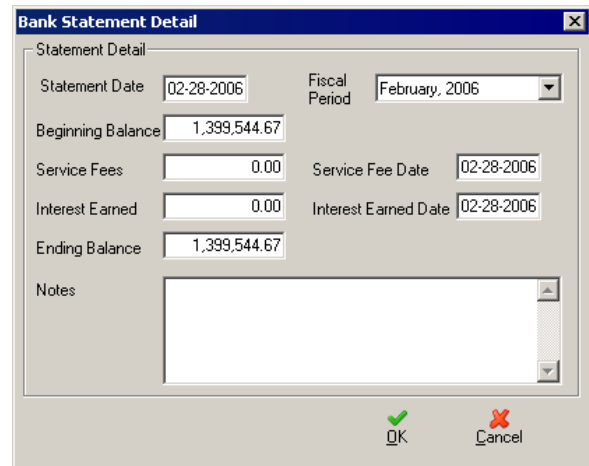 Bank Statement Detail
Statement Detail
Statement Date 02-28-2006 Fiscal Period February, 2006
Beginning Balance 1,399,544.67
Service Fees 0.00 Service Fee Date 02-28-2006
Interest Earned 0.00 Interest Earned Date 02-28-2006
Ending Balance 1,399,544.67
Notes
OK Cancel